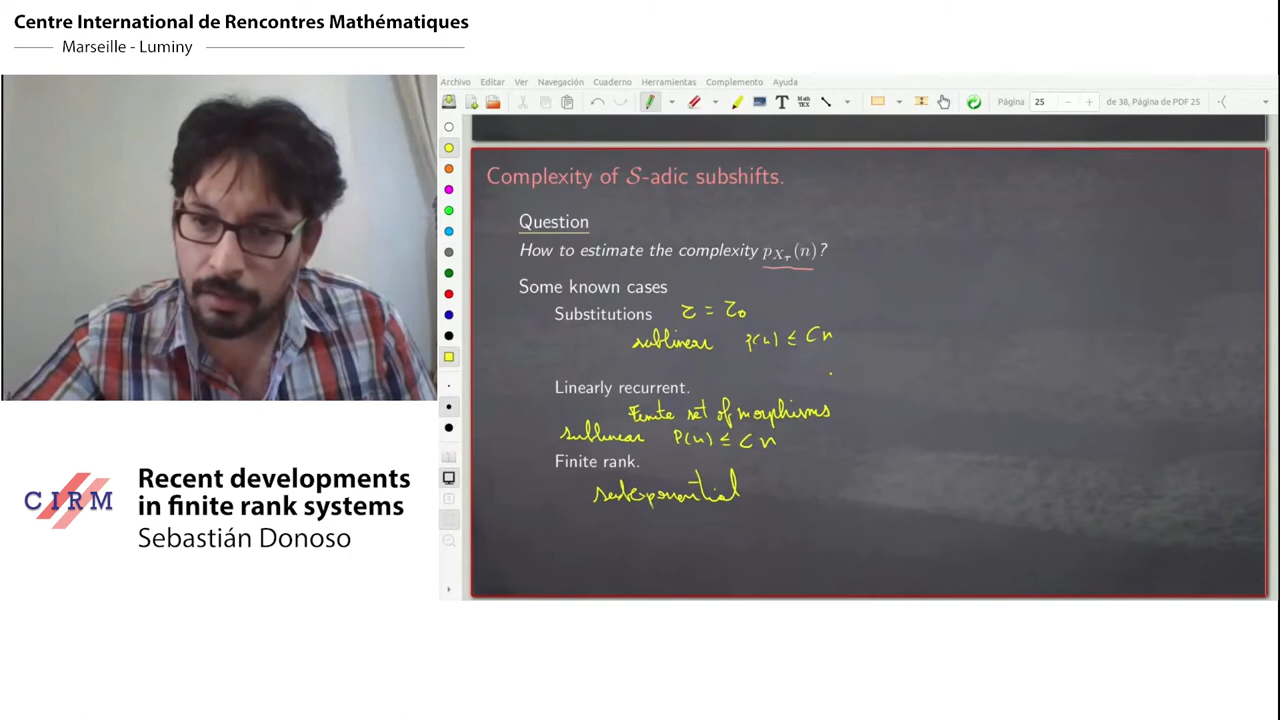 Centre International de Rencontres Mathématiques
Marseille - Luminy
Archivo Editar Ver Navegación Cuaderno Herramientas Complemento Ayuda
T Math TEX Página 25 de 38, Página de PDF 25
Complexity of S-adic subshifts.
Question
How to estimate the complexity p_{X_τ}(n)?
Some known cases
Substitutions τ = τ₀
sublinear p(n) ≤ Cn
Linearly recurrent.
Finite set of morphisms
sublinear P(n) ≤ Cn
Finite rank.
subexponential
CIRM
Recent developments
in finite rank systems
Sebastián Donoso